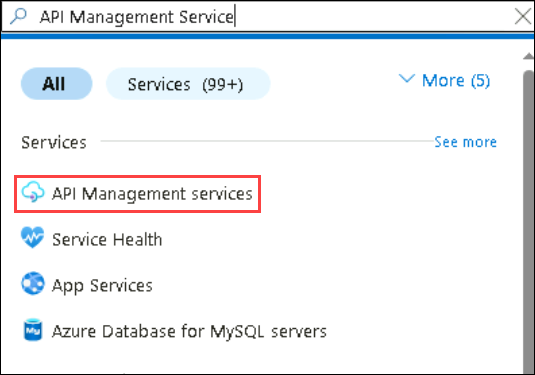 API Management Service
All
Services (99+)
More (5)
Services
See more
API Management services
Service Health
App Services
My
Azure Database for MySQL servers